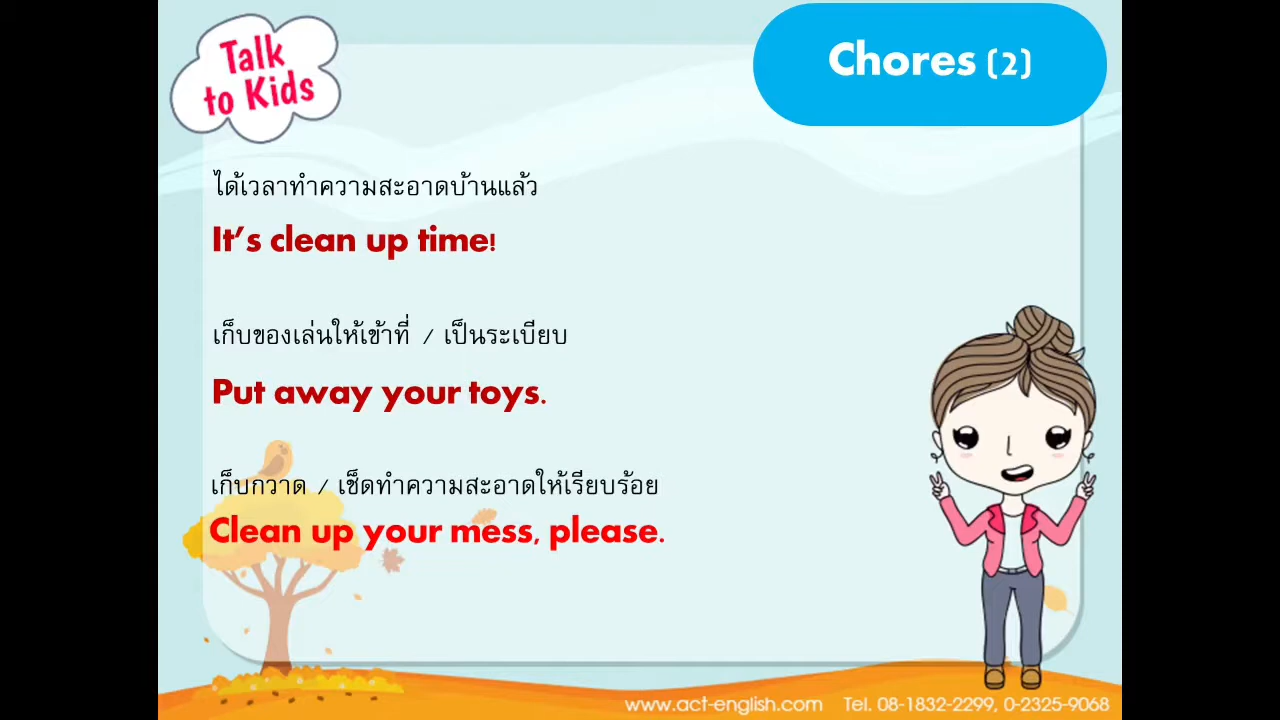 Talk
to Kids
Chores (2)
ได้เวลาทำความสะอาดบ้านแล้ว
It's clean up time!
เก็บของเล่นให้เข้าที่ / เป็นระเบียบ
Put away your toys.
เก็บกวาด / เช็ดทำความสะอาดให้เรียบร้อย
Clean up your mess, please.
www.act-english.com Tel. 08-1832-2299, 0-2325-9068